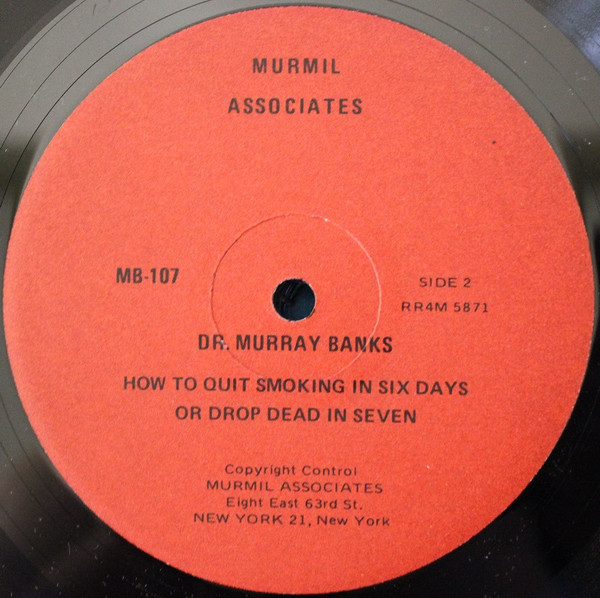 MURMIL
ASSOCIATES
MB-107
SIDE 2
RR4M 5871
DR. MURRAY BANKS
HOW TO QUIT SMOKING IN SIX DAYS
OR DROP DEAD IN SEVEN
Copyright Control
MURMIL ASSOCIATES
Eight East 63rd St.
NEW YORK 21, New York